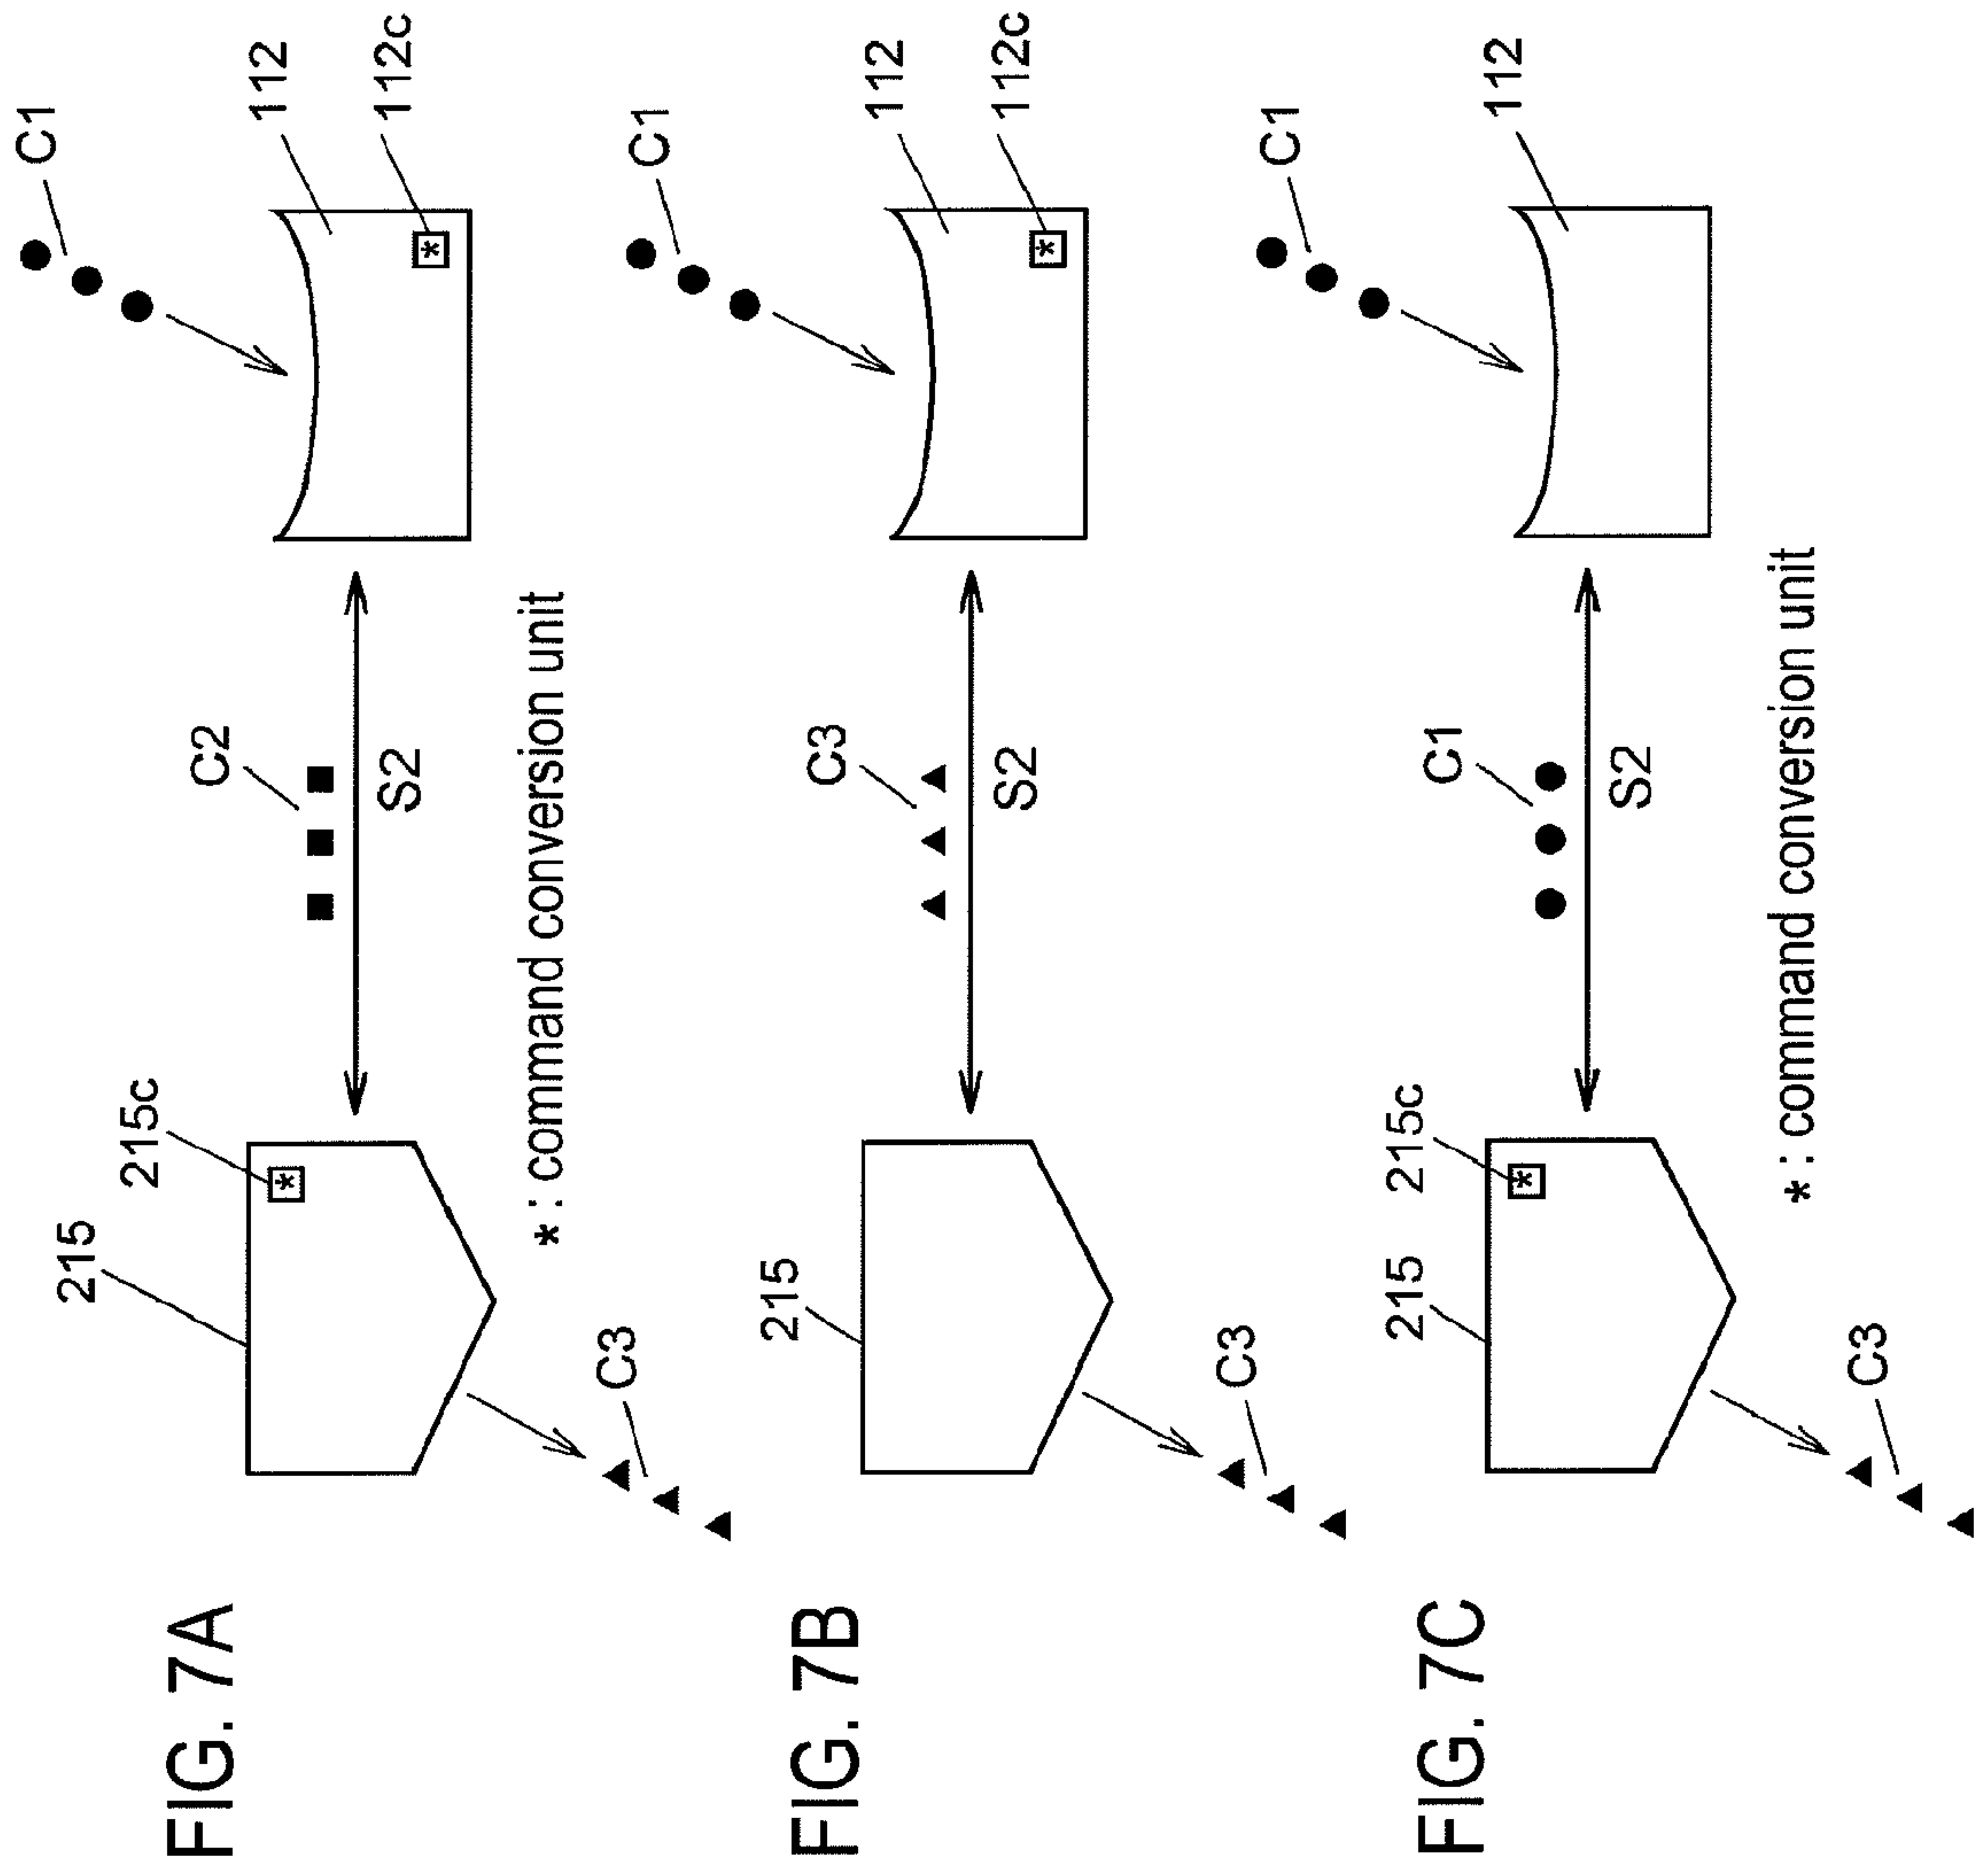 FIG. 7A
215
215c
C3
C2
S2
C1
112
112c
* : command conversion unit
FIG. 7B
215
C3
C3
S2
C1
112
112c
FIG. 7C
215
215c
C3
C1
S2
C1
112
* : command conversion unit